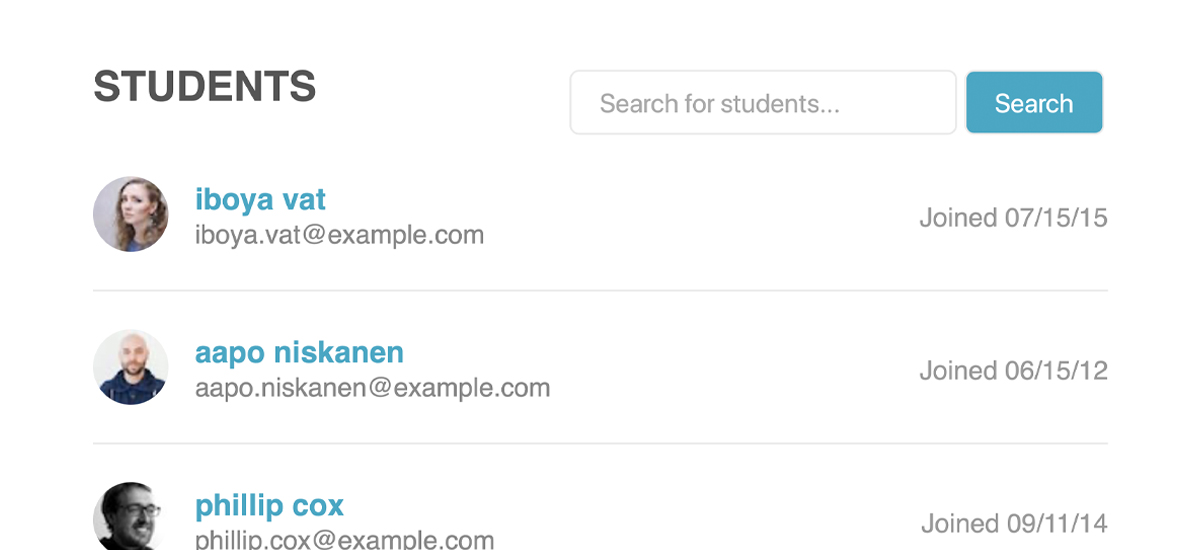 STUDENTS
Search for students...
Search
iboya vat
iboya.vat@example.com
Joined 07/15/15
aapo niskanen
aapo.niskanen@example.com
Joined 06/15/12
phillip cox
phillip.cox@example.com
Joined 09/11/14